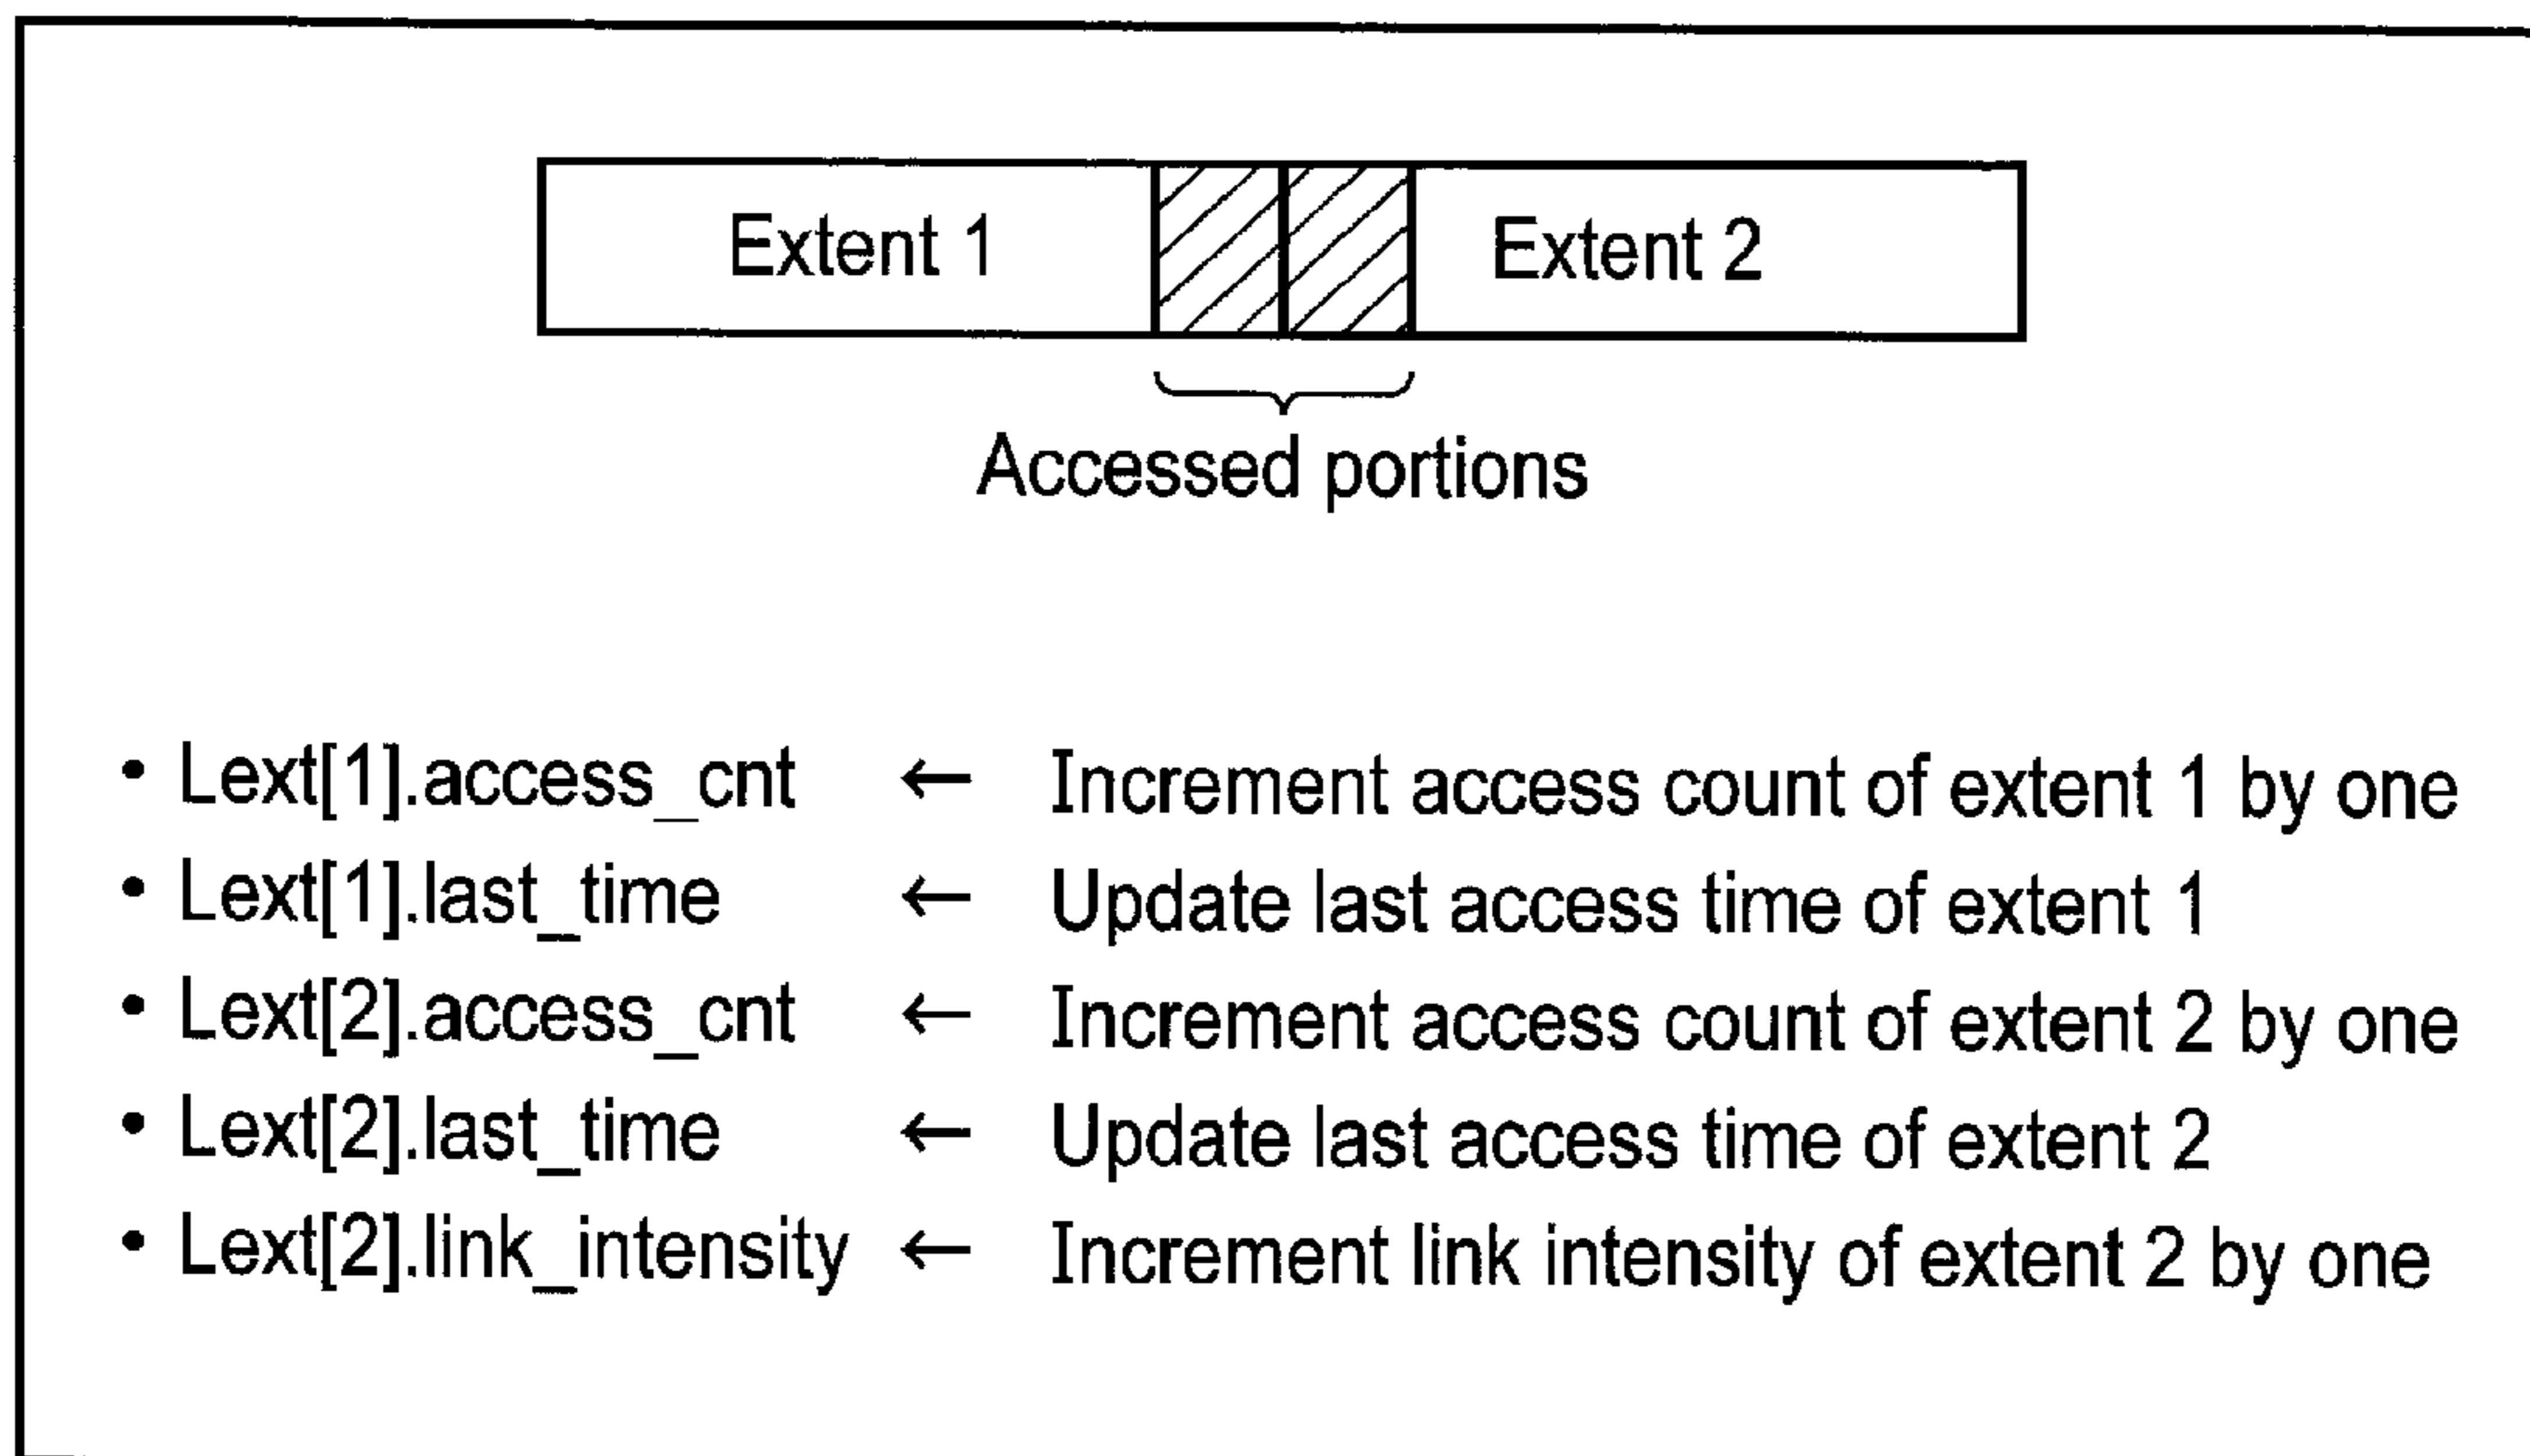 Extent 1 Extent 2
Accessed portions
• Lext[1].access_cnt ← Increment access count of extent 1 by one
• Lext[1].last_time ← Update last access time of extent 1
• Lext[2].access_cnt ← Increment access count of extent 2 by one
• Lext[2].last_time ← Update last access time of extent 2
• Lext[2].link_intensity ← Increment link intensity of extent 2 by one